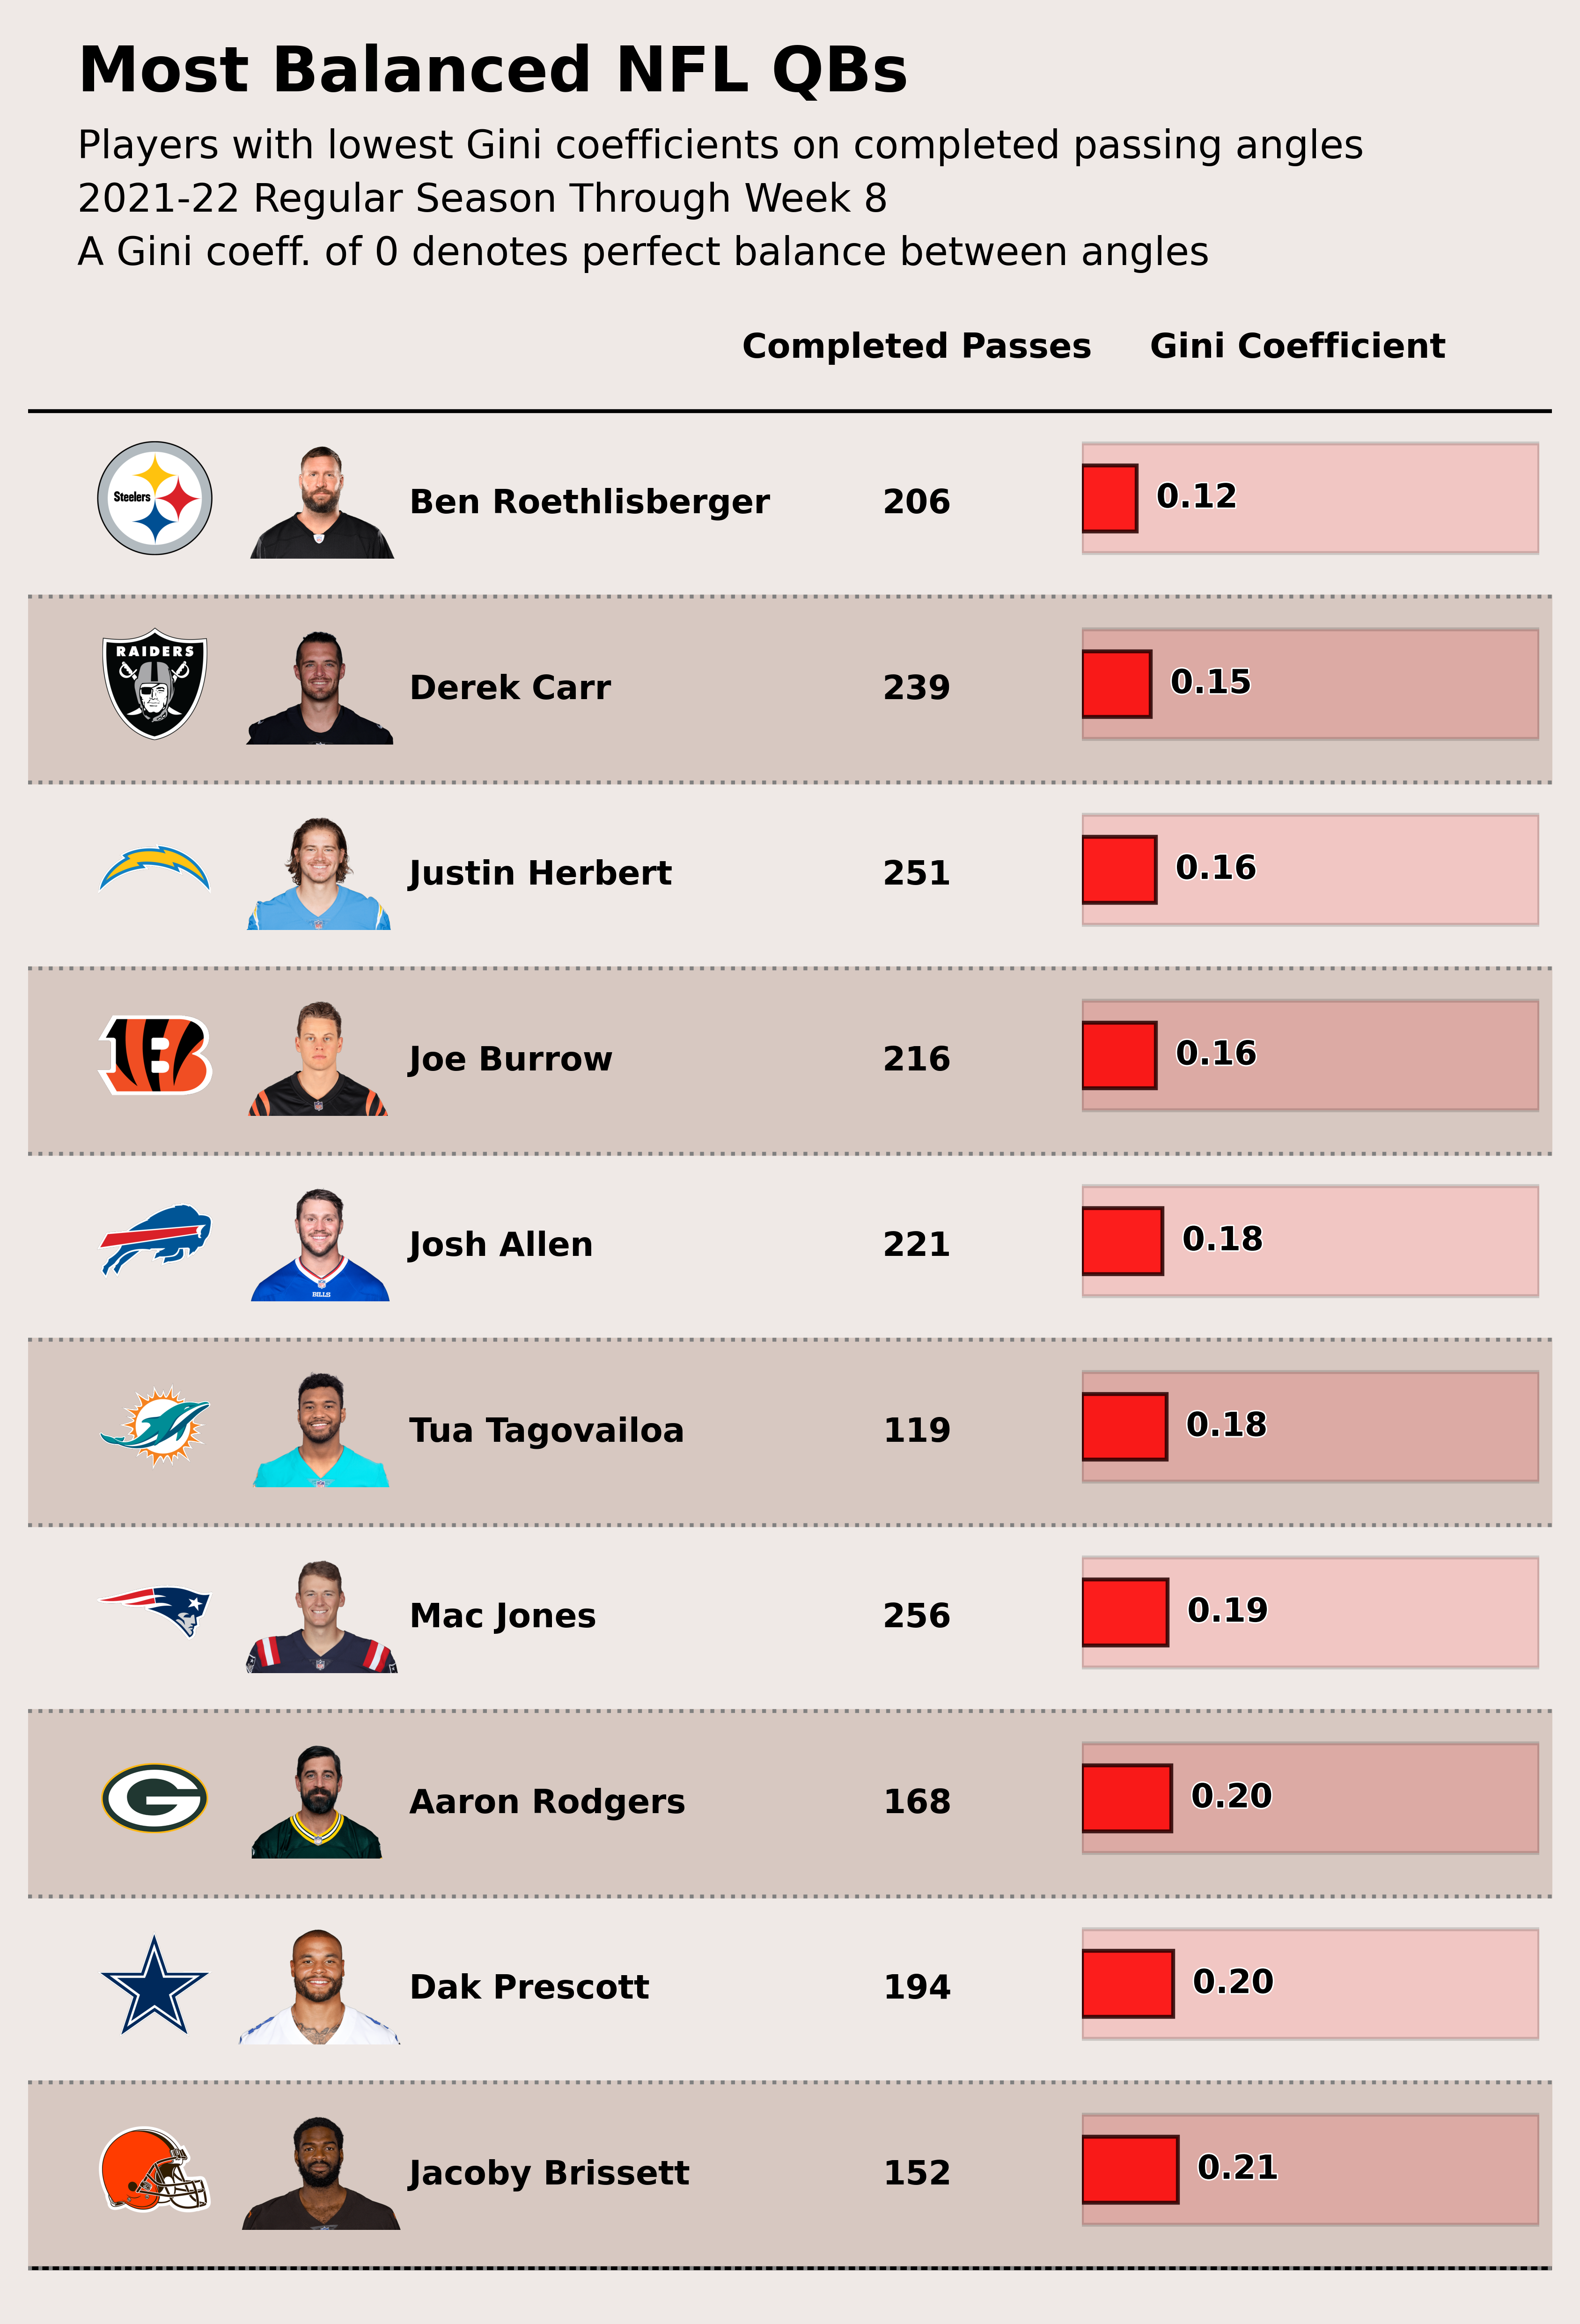 Most Balanced NFL QBs
Players with lowest Gini coefficients on completed passing angles
2021-22 Regular Season Through Week 8
A Gini coeff. of 0 denotes perfect balance between angles
Completed Passes Gini Coefficient
Steelers Ben Roethlisberger 206 0.12
RAIDERS Derek Carr 239 0.15
Justin Herbert 251 0.16
Joe Burrow 216 0.16
Josh Allen 221 0.18
BILLS
Tua Tagovailoa 119 0.18
Mac Jones 256 0.19
Aaron Rodgers 168 0.20
Dak Prescott 194 0.20
Jacoby Brissett 152 0.21